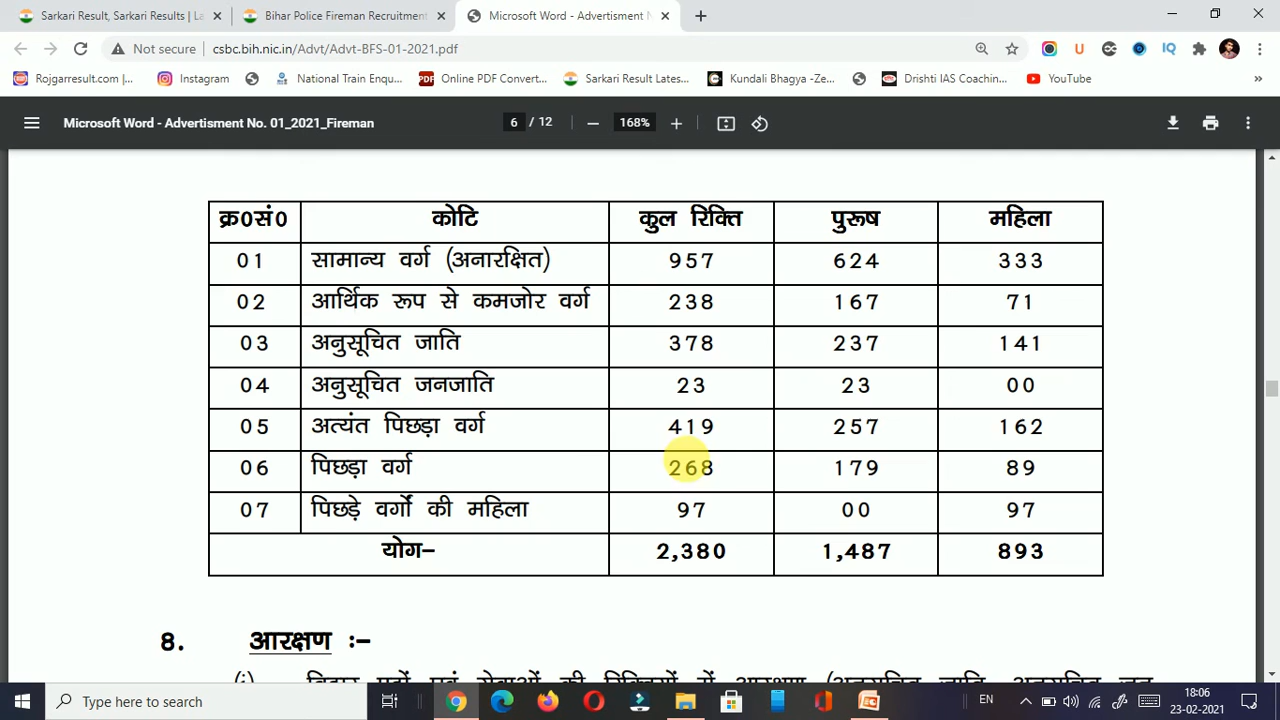 Sarkari Result, Sarkari Results | La
Bihar Police Fireman Recruitment
Microsoft Word - Advertisment N
Not secure | csbc.bih.nic.in/Advt/Advt-BFS-01-2021.pdf
Rojgarresult.com |... Instagram National Train Enqu... Online PDF Convert... Sarkari Result Lates... Kundali Bhagya -Ze... Drishti IAS Coachin... YouTube »
Microsoft Word - Advertisment No. 01_2021_Fireman 6 / 12 168%
क्र0सं0 कोटि कुल रिक्ति पुरूष महिला
01 सामान्य वर्ग (अनारक्षित) 957 624 333
02 आर्थिक रूप से कमजोर वर्ग 238 167 71
03 अनुसूचित जाति 378 237 141
04 अनुसूचित जनजाति 23 23 00
05 अत्यंत पिछड़ा वर्ग 419 257 162
06 पिछड़ा वर्ग 268 179 89
07 पिछड़े वर्गों की महिला 97 00 97
योग- 2,380 1,487 893
8. आरक्षण :-
Type here to search EN 18:06
23-02-2021